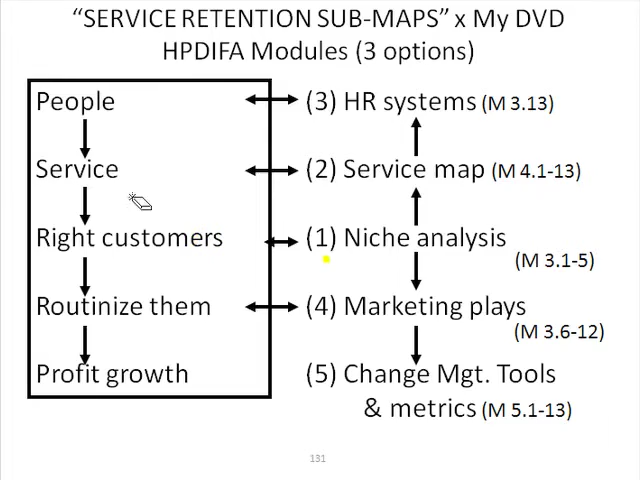 “SERVICE RETENTION SUB-MAPS” x My DVD
HPDIFA Modules (3 options)
People (3) HR systems (M 3.13)
Service (2) Service map (M 4.1-13)
Right customers (1) Niche analysis
(M 3.1-5)
Routinize them (4) Marketing plays
(M 3.6-12)
Profit growth (5) Change Mgt. Tools
& metrics (M 5.1-13)
131